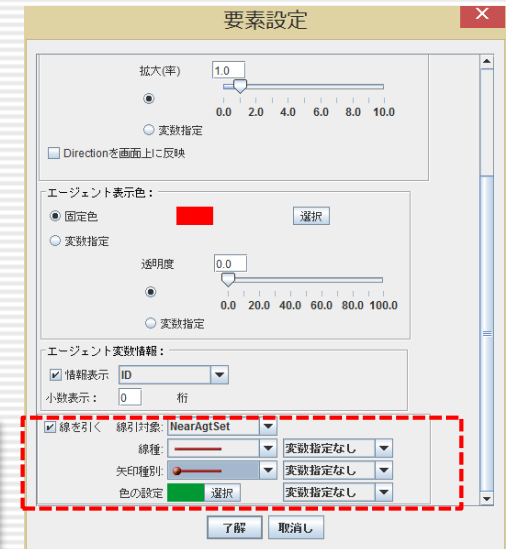 要素設定
拡大(率) 1.0
0.0 2.0 4.0 6.0 8.0 10.0
変数指定
Directionを画面上に反映
エージェント表示色：
固定色 選択
変数指定
透明度 0.0
0.0 20.0 40.0 60.0 80.0 100.0
変数指定
エージェント変数情報：
情報表示 ID
小数表示： 0 桁
線を引く 線引対象: NearAgtSet
線種: 変数指定なし
矢印種別: 変数指定なし
色の設定 選択 変数指定なし
了解 取消し